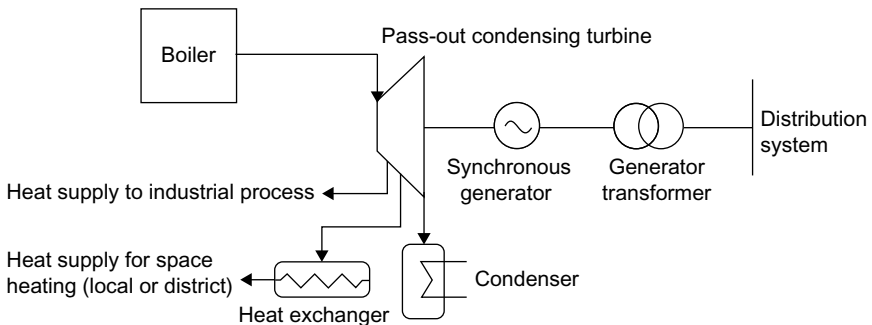 Pass-out condensing turbine
Boiler
Distribution
system
Synchronous
generator
Generator
transformer
Heat supply to industrial process
Heat supply for space
heating (local or district)
Condenser
Heat exchanger